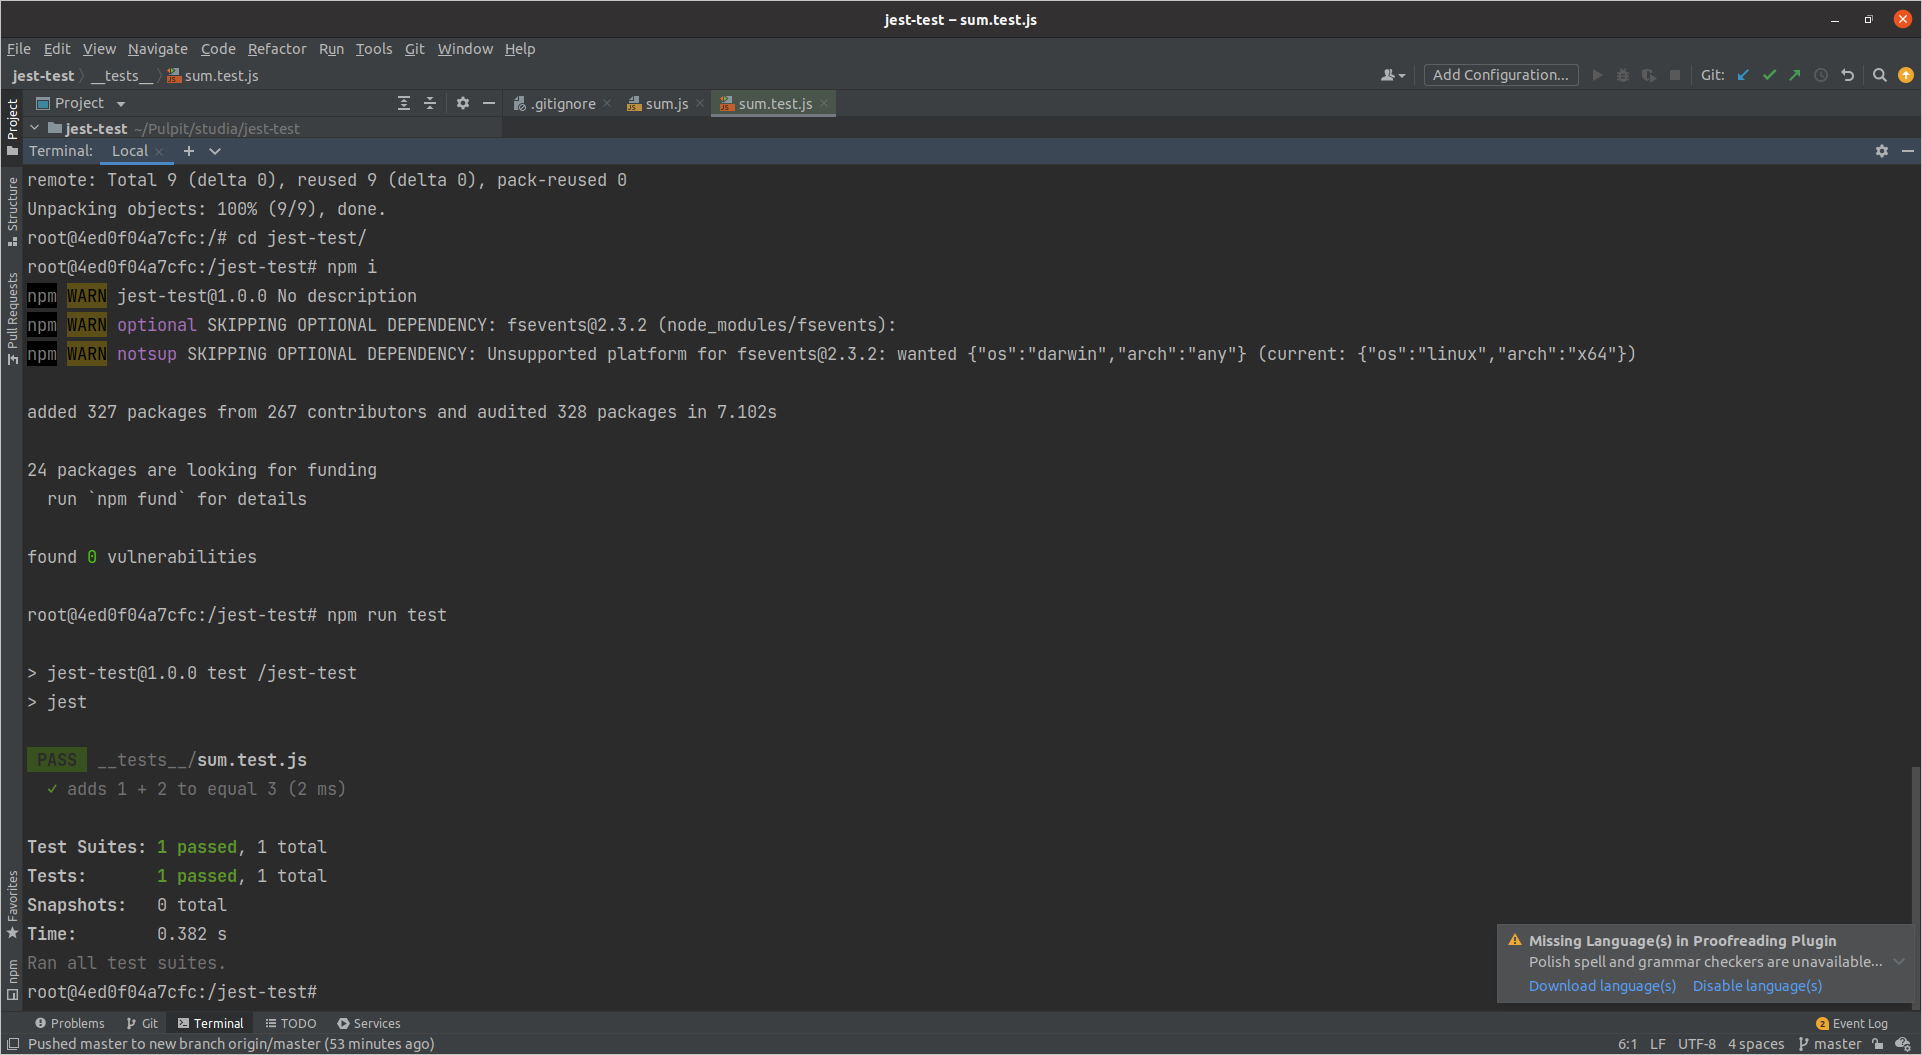 jest-test – sum.test.js
File Edit View Navigate Code Refactor Run Tools Git Window Help
jest-test __tests__ sum.test.js Add Configuration... Git:
Project .gitignore sum.js sum.test.js
jest-test ~/Pulpit/studia/jest-test
Terminal: Local
remote: Total 9 (delta 0), reused 9 (delta 0), pack-reused 0
Unpacking objects: 100% (9/9), done.
root@4ed0f04a7cfc:/# cd jest-test/
root@4ed0f04a7cfc:/jest-test# npm i
npm WARN jest-test@1.0.0 No description
npm WARN optional SKIPPING OPTIONAL DEPENDENCY: fsevents@2.3.2 (node_modules/fsevents):
npm WARN notsup SKIPPING OPTIONAL DEPENDENCY: Unsupported platform for fsevents@2.3.2: wanted {"os":"darwin","arch":"any"} (current: {"os":"linux","arch":"x64"})
added 327 packages from 267 contributors and audited 328 packages in 7.102s
24 packages are looking for funding
run `npm fund` for details
found 0 vulnerabilities
root@4ed0f04a7cfc:/jest-test# npm run test
> jest-test@1.0.0 test /jest-test
> jest
PASS __tests__/sum.test.js
✓ adds 1 + 2 to equal 3 (2 ms)
Test Suites: 1 passed, 1 total
Tests: 1 passed, 1 total
Snapshots: 0 total
Time: 0.382 s
Ran all test suites.
root@4ed0f04a7cfc:/jest-test#
Project
Structure
Pull Requests
Favorites
npm
Missing Language(s) in Proofreading Plugin
Polish spell and grammar checkers are unavailable...
Download language(s) Disable language(s)
Problems Git Terminal TODO Services 2 Event Log
Pushed master to new branch origin/master (53 minutes ago) 6:1 LF UTF-8 4 spaces master